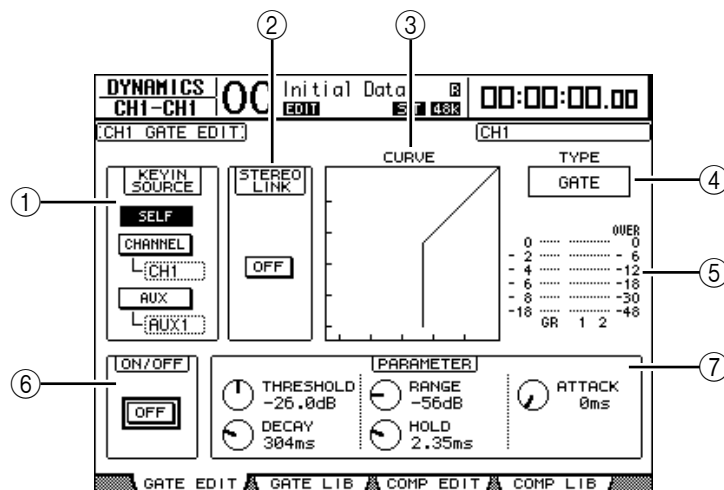 ① ② ③ ④ ⑤ ⑥ ⑦
DYNAMICS
CH1-CH1
Initial Data R
EDIT 48K
00:00:00.00
CH1 GATE EDIT
CH1
KEYIN
SOURCE
SELF
CHANNEL
CH1
AUX
AUX1
STEREO
LINK
OFF
CURVE
TYPE
GATE
OVER
0 0
- 2 - 6
- 4 -12
- 6 -18
- 8 -30
-18 -48
GR 1 2
ON/OFF
OFF
PARAMETER
THRESHOLD
-26.0dB
RANGE
-56dB
ATTACK
0ms
DECAY
304ms
HOLD
2.35ms
GATE EDIT GATE LIB COMP EDIT COMP LIB